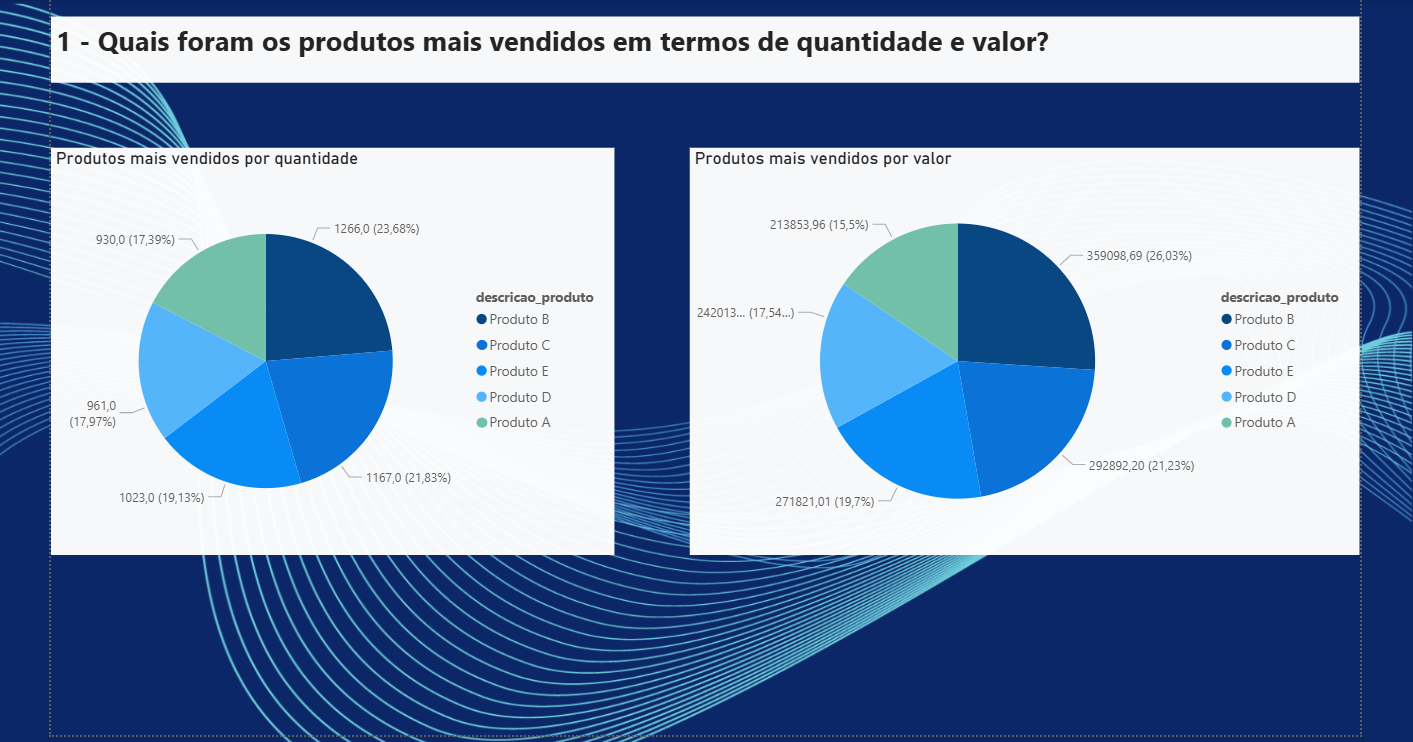 1 - Quais foram os produtos mais vendidos em termos de quantidade e valor?
Produtos mais vendidos por quantidade
1266,0 (23,68%)
930,0 (17,39%)
961,0
(17,97%)
1023,0 (19,13%)
1167,0 (21,83%)
descricao_produto
Produto B
Produto C
Produto E
Produto D
Produto A
Produtos mais vendidos por valor
213853,96 (15,5%)
359098,69 (26,03%)
242013... (17,54...)
271821,01 (19,7%)
292892,20 (21,23%)
descricao_produto
Produto B
Produto C
Produto E
Produto D
Produto A